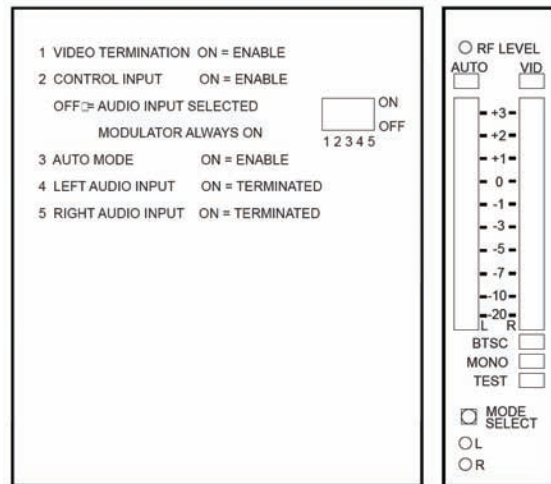 1 VIDEO TERMINATION ON = ENABLE
2 CONTROL INPUT ON = ENABLE
OFF = AUDIO INPUT SELECTED
MODULATOR ALWAYS ON
3 AUTO MODE ON = ENABLE
4 LEFT AUDIO INPUT ON = TERMINATED
5 RIGHT AUDIO INPUT ON = TERMINATED
ON
OFF
1 2 3 4 5
RF LEVEL
AUTO VID
+3
+2
+1
0
-1
-3
-5
-7
-10
-20
L R
BTSC
MONO
TEST
MODE
SELECT
L
R